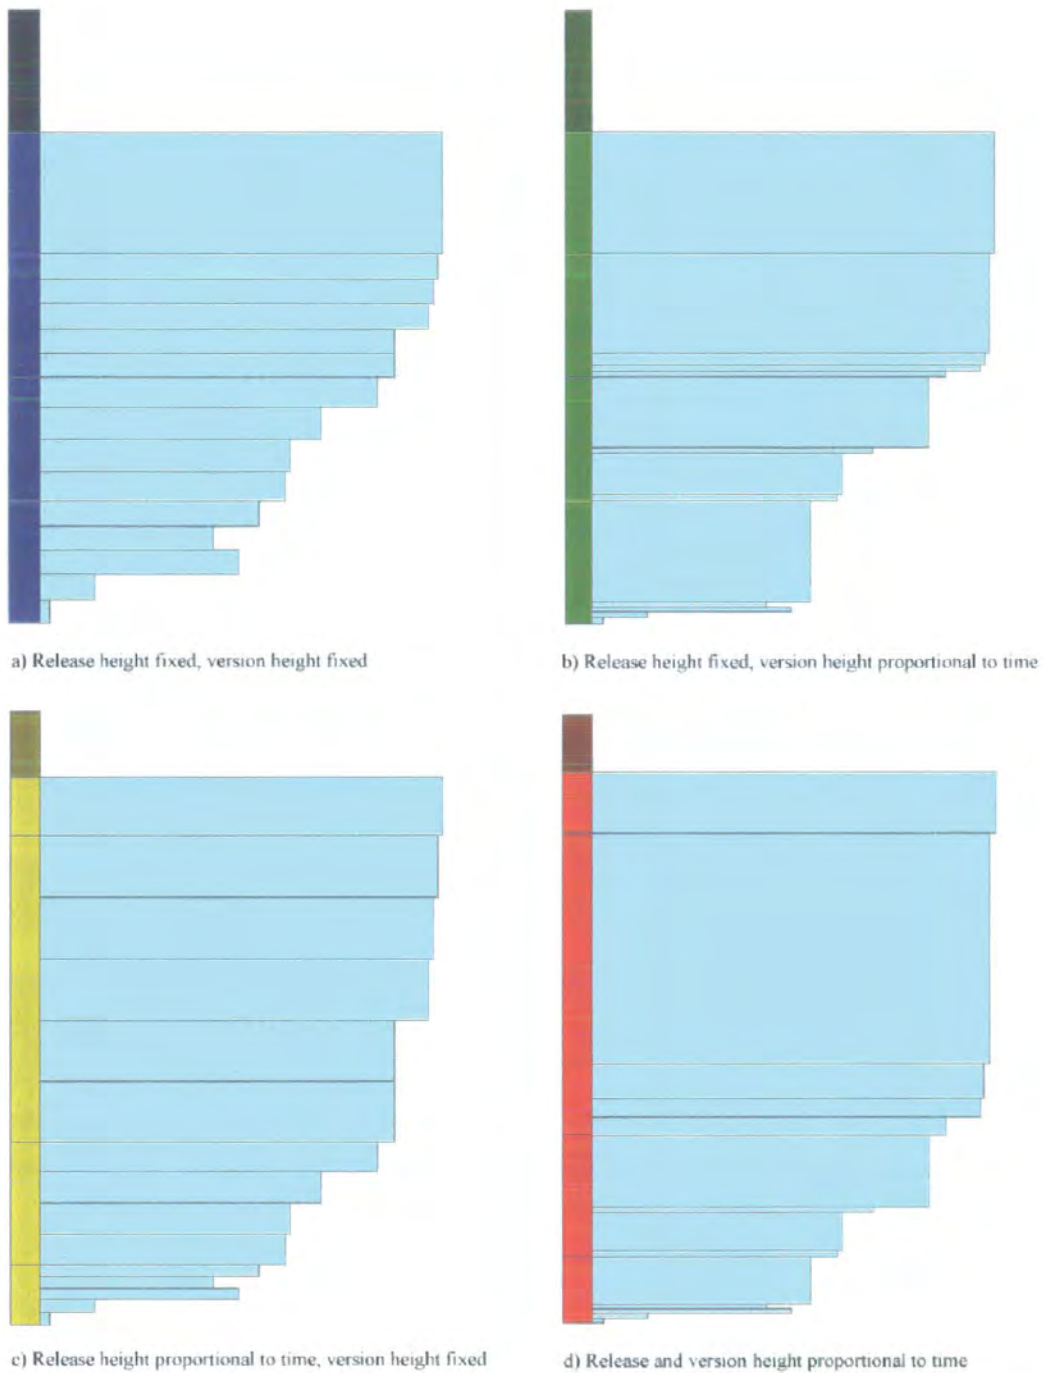 a) Release height fixed, version height fixed
b) Release height fixed, version height proportional to time
c) Release height proportional to time, version height fixed
d) Release and version height proportional to time